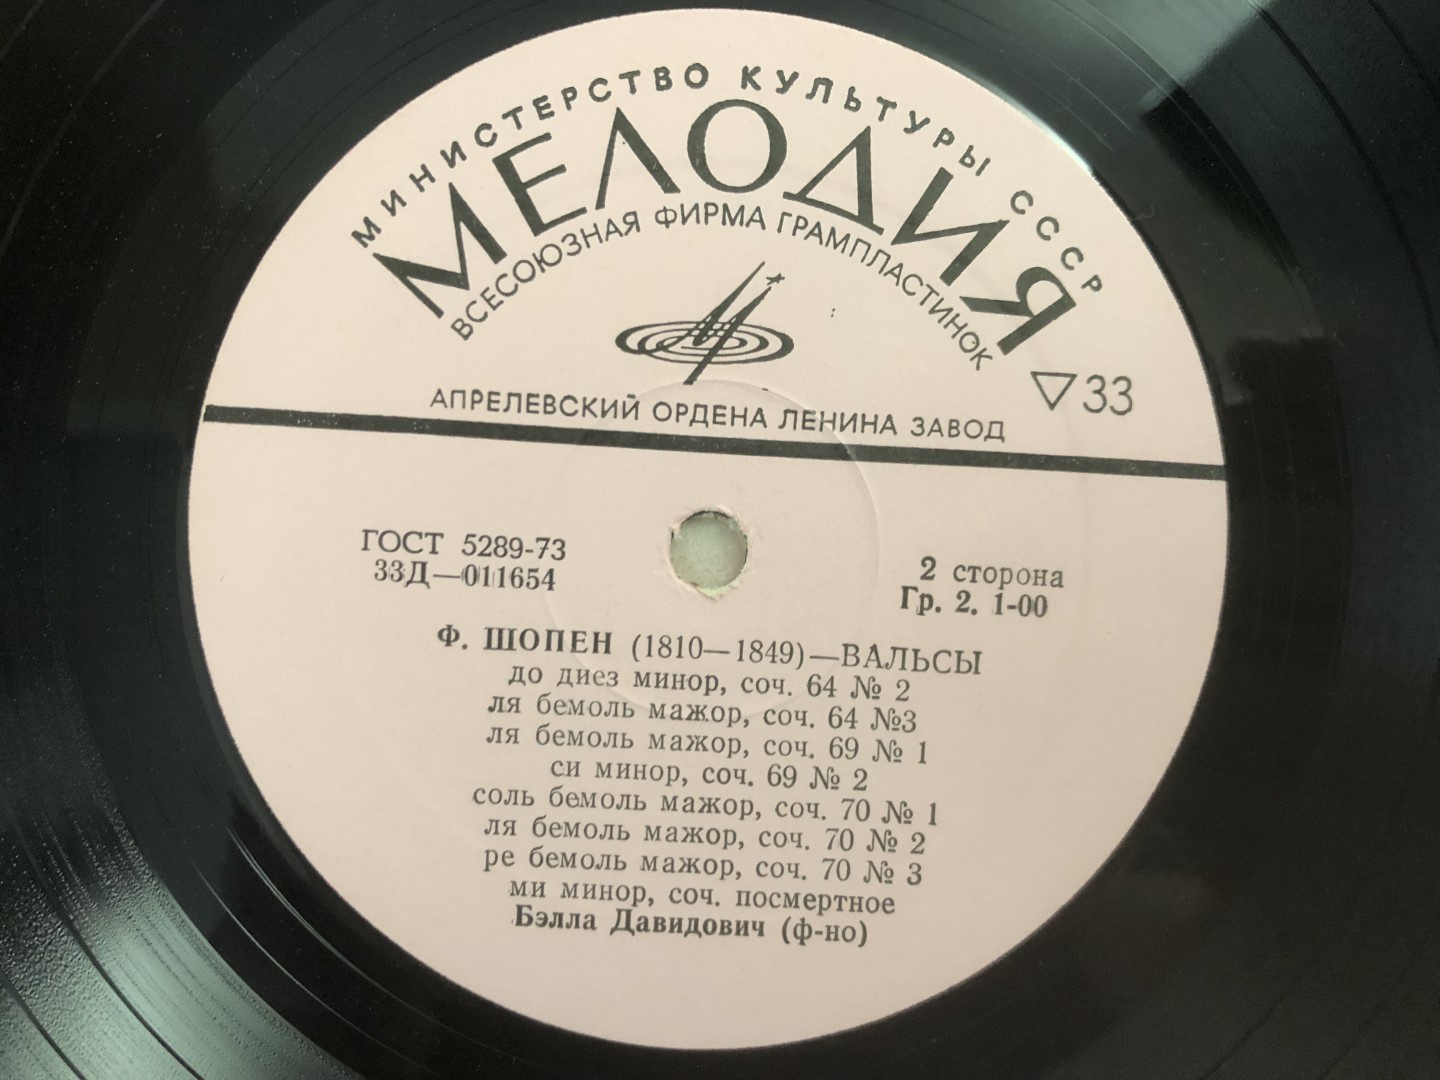 МИНИСТЕРСТВО КУЛЬТУРЫ СССР
МЕЛОДИЯ
ВСЕСОЮЗНАЯ ФИРМА ГРАМПЛАСТИНОК
▽33
АПРЕЛЕВСКИЙ ОРДЕНА ЛЕНИНА ЗАВОД
ГОСТ 5289-73
33Д—011654
2 сторона
Гр. 2. 1-00
Ф. ШОПЕН (1810—1849)—ВАЛЬСЫ
до диез минор, соч. 64 № 2
ля бемоль мажор, соч. 64 №3
ля бемоль мажор, соч. 69 № 1
си минор, соч. 69 № 2
соль бемоль мажор, соч. 70 № 1
ля бемоль мажор, соч. 70 № 2
ре бемоль мажор, соч. 70 № 3
ми минор, соч. посмертное
Бэлла Давидович (ф-но)